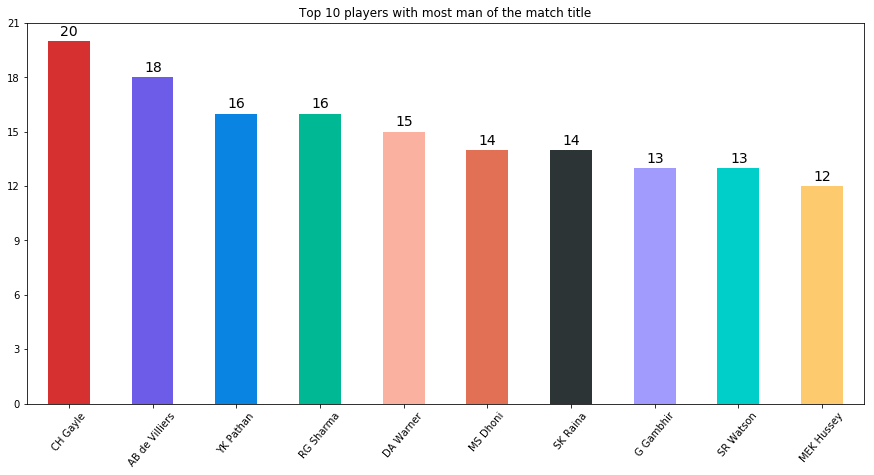 Top 10 players with most man of the match title
21
18
15
12
9
6
3
0
20
18
16
16
15
14
14
13
13
12
CH Gayle
AB de Villiers
YK Pathan
RG Sharma
DA Warner
MS Dhoni
SK Raina
G Gambhir
SR Watson
MEK Hussey